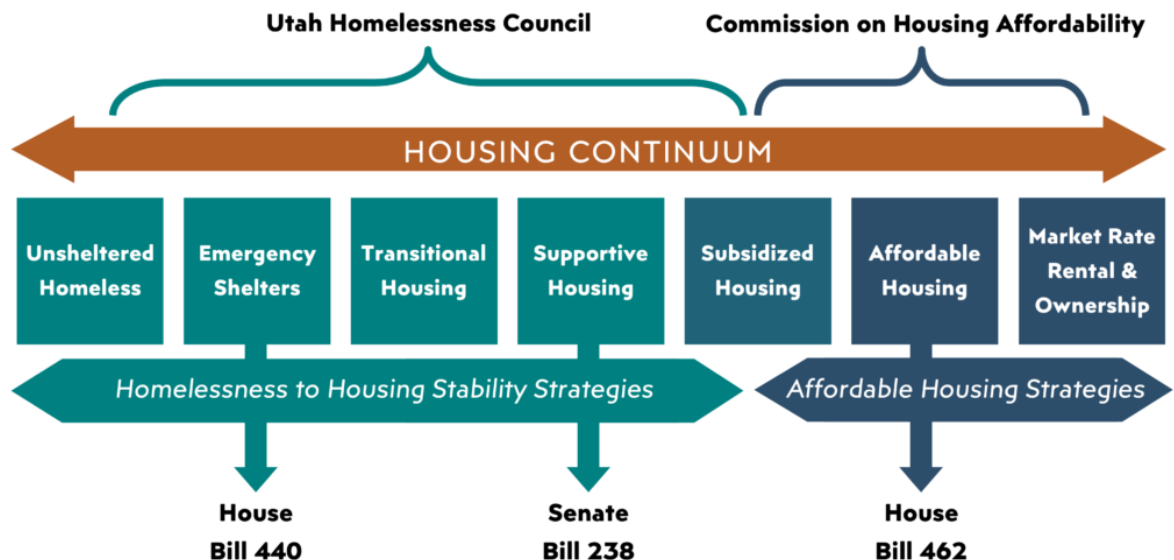 Utah Homelessness Council
Commission on Housing Affordability
HOUSING CONTINUUM
Unsheltered
Homeless
Emergency
Shelters
Transitional
Housing
Supportive
Housing
Subsidized
Housing
Affordable
Housing
Market Rate
Rental &
Ownership
Homelessness to Housing Stability Strategies
Affordable Housing Strategies
House
Bill 440
Senate
Bill 238
House
Bill 462